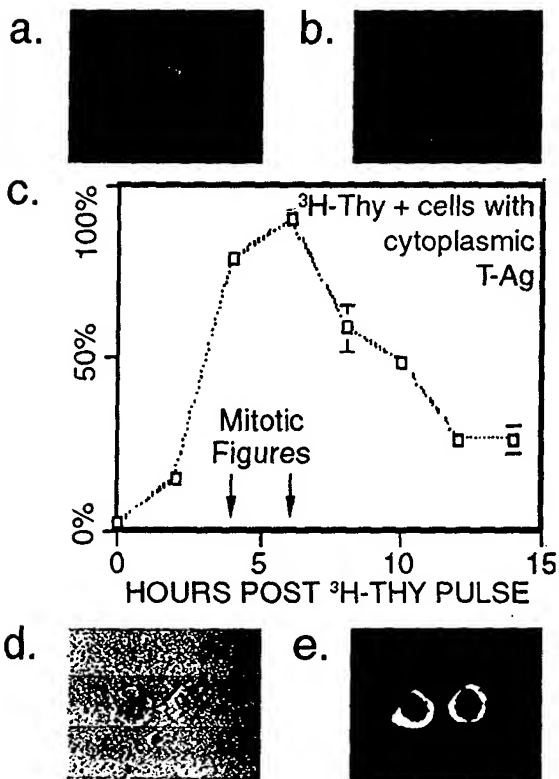 a.
b.
c.
100%
50%
0%
³H-Thy + cells with
cytoplasmic
T-Ag
Mitotic
Figures
0
5
10
15
HOURS POST ³H-THY PULSE
d.
e.